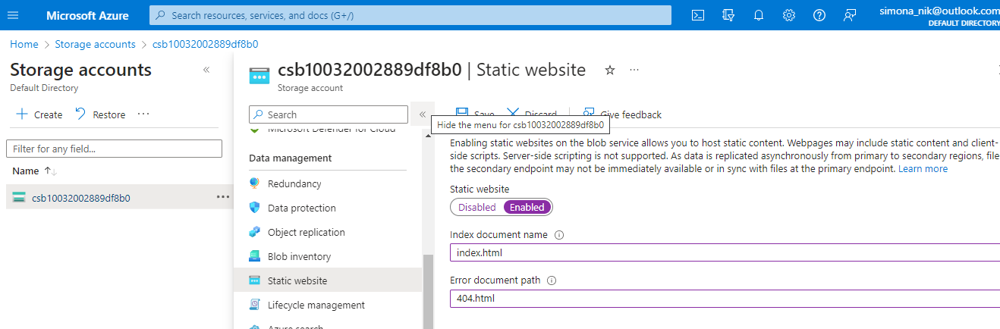 Microsoft Azure
Search resources, services, and docs (G+/)
simona_nik@outlook.com
DEFAULT DIRECTORY
Home > Storage accounts > csb10032002889df8b0
Storage accounts
Default Directory
Create Restore
Filter for any field...
Name
csb10032002889df8b0
csb10032002889df8b0 | Static website
Storage account
Search
Microsoft Defender for Cloud
Data management
Redundancy
Data protection
Object replication
Blob inventory
Static website
Lifecycle management
Azure search
Save Discard Give feedback
Hide the menu for csb10032002889df8b0
Enabling static websites on the blob service allows you to host static content. Webpages may include static content and client-
side scripts. Server-side scripting is not supported. As data is replicated asynchronously from primary to secondary regions, file
the secondary endpoint may not be immediately available or in sync with files at the primary endpoint. Learn more
Static website
Disabled Enabled
Index document name
index.html
Error document path
404.html